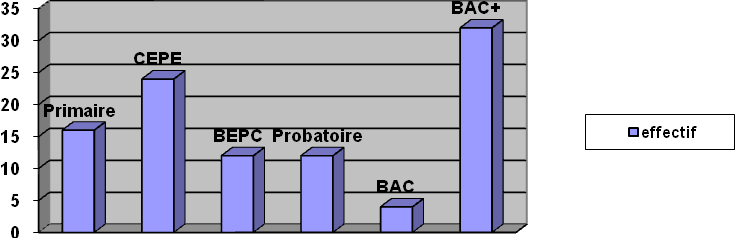 35
30
25
20
15
10
5
0
Primaire
CEPE
BEPC
Probatoire
BAC
BAC+
effectif